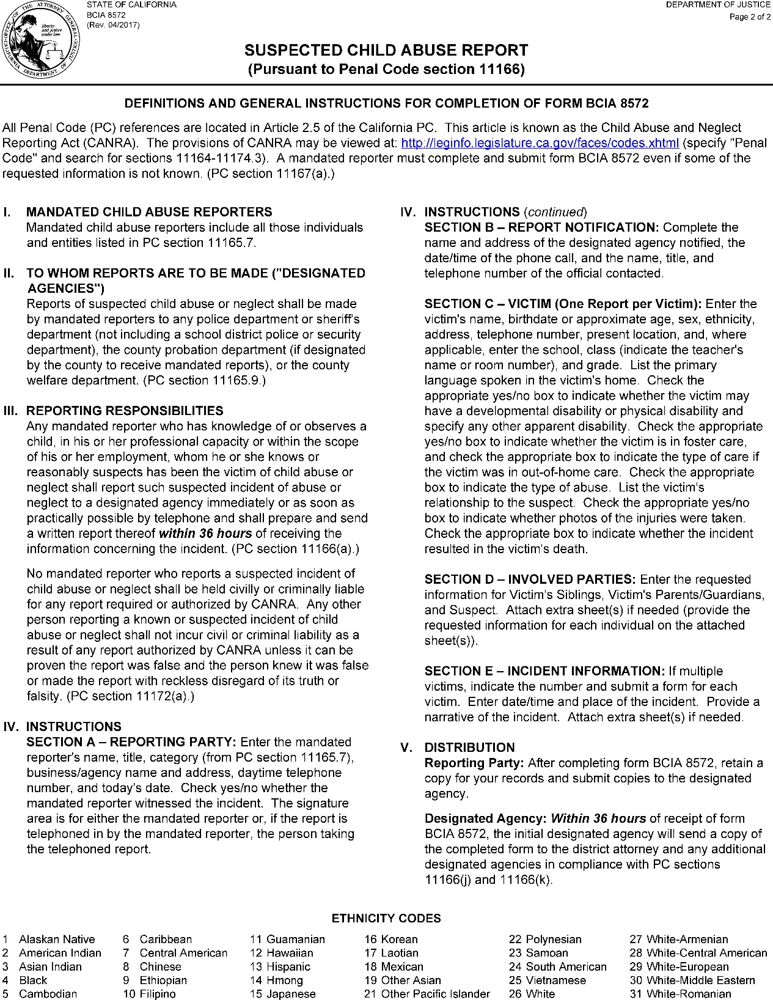 OFFICE OF THE ATTORNEY GENERAL
CALIFORNIA DEPARTMENT OF JUSTICE
liberty
and justice
under law
STATE OF CALIFORNIA
BCIA 8572
(Rev. 04/2017)
DEPARTMENT OF JUSTICE
Page 2 of 2
SUSPECTED CHILD ABUSE REPORT
(Pursuant to Penal Code section 11166)
DEFINITIONS AND GENERAL INSTRUCTIONS FOR COMPLETION OF FORM BCIA 8572
All Penal Code (PC) references are located in Article 2.5 of the California PC.  This article is known as the Child Abuse and Neglect
Reporting Act (CANRA).  The provisions of CANRA may be viewed at: http://leginfo.legislature.ca.gov/faces/codes.xhtml (specify "Penal
Code" and search for sections 11164-11174.3).  A mandated reporter must complete and submit form BCIA 8572 even if some of the
requested information is not known. (PC section 11167(a).)
I. MANDATED CHILD ABUSE REPORTERS
Mandated child abuse reporters include all those individuals
and entities listed in PC section 11165.7.
II. TO WHOM REPORTS ARE TO BE MADE ("DESIGNATED
AGENCIES")
Reports of suspected child abuse or neglect shall be made
by mandated reporters to any police department or sheriff's
department (not including a school district police or security
department), the county probation department (if designated
by the county to receive mandated reports), or the county
welfare department. (PC section 11165.9.)
III. REPORTING RESPONSIBILITIES
Any mandated reporter who has knowledge of or observes a
child, in his or her professional capacity or within the scope
of his or her employment, whom he or she knows or
reasonably suspects has been the victim of child abuse or
neglect shall report such suspected incident of abuse or
neglect to a designated agency immediately or as soon as
practically possible by telephone and shall prepare and send
a written report thereof within 36 hours of receiving the
information concerning the incident. (PC section 11166(a).)
No mandated reporter who reports a suspected incident of
child abuse or neglect shall be held civilly or criminally liable
for any report required or authorized by CANRA.  Any other
person reporting a known or suspected incident of child
abuse or neglect shall not incur civil or criminal liability as a
result of any report authorized by CANRA unless it can be
proven the report was false and the person knew it was false
or made the report with reckless disregard of its truth or
falsity. (PC section 11172(a).)
IV. INSTRUCTIONS
SECTION A – REPORTING PARTY: Enter the mandated
reporter's name, title, category (from PC section 11165.7),
business/agency name and address, daytime telephone
number, and today's date.  Check yes/no whether the
mandated reporter witnessed the incident.  The signature
area is for either the mandated reporter or, if the report is
telephoned in by the mandated reporter, the person taking
the telephoned report.
IV. INSTRUCTIONS (continued)
SECTION B – REPORT NOTIFICATION: Complete the
name and address of the designated agency notified, the
date/time of the phone call, and the name, title, and
telephone number of the official contacted.
SECTION C – VICTIM (One Report per Victim): Enter the
victim's name, birthdate or approximate age, sex, ethnicity,
address, telephone number, present location, and, where
applicable, enter the school, class (indicate the teacher's
name or room number), and grade.  List the primary
language spoken in the victim's home.  Check the
appropriate yes/no box to indicate whether the victim may
have a developmental disability or physical disability and
specify any other apparent disability.  Check the appropriate
yes/no box to indicate whether the victim is in foster care,
and check the appropriate box to indicate the type of care if
the victim was in out-of-home care.  Check the appropriate
box to indicate the type of abuse.  List the victim's
relationship to the suspect.  Check the appropriate yes/no
box to indicate whether photos of the injuries were taken.
Check the appropriate box to indicate whether the incident
resulted in the victim's death.
SECTION D – INVOLVED PARTIES: Enter the requested
information for Victim's Siblings, Victim's Parents/Guardians,
and Suspect.  Attach extra sheet(s) if needed (provide the
requested information for each individual on the attached
sheet(s)).
SECTION E – INCIDENT INFORMATION: If multiple
victims, indicate the number and submit a form for each
victim.  Enter date/time and place of the incident.  Provide a
narrative of the incident.  Attach extra sheet(s) if needed.
V. DISTRIBUTION
Reporting Party: After completing form BCIA 8572, retain a
copy for your records and submit copies to the designated
agency.
Designated Agency: Within 36 hours of receipt of form
BCIA 8572, the initial designated agency will send a copy of
the completed form to the district attorney and any additional
designated agencies in compliance with PC sections
11166(j) and 11166(k).
ETHNICITY CODES
1 Alaskan Native 6 Caribbean 11 Guamanian 16 Korean 22 Polynesian 27 White-Armenian
2 American Indian 7 Central American 12 Hawaiian 17 Laotian 23 Samoan 28 White-Central American
3 Asian Indian 8 Chinese 13 Hispanic 18 Mexican 24 South American 29 White-European
4 Black 9 Ethiopian 14 Hmong 19 Other Asian 25 Vietnamese 30 White-Middle Eastern
5 Cambodian 10 Filipino 15 Japanese 21 Other Pacific Islander 26 White 31 White-Romanian